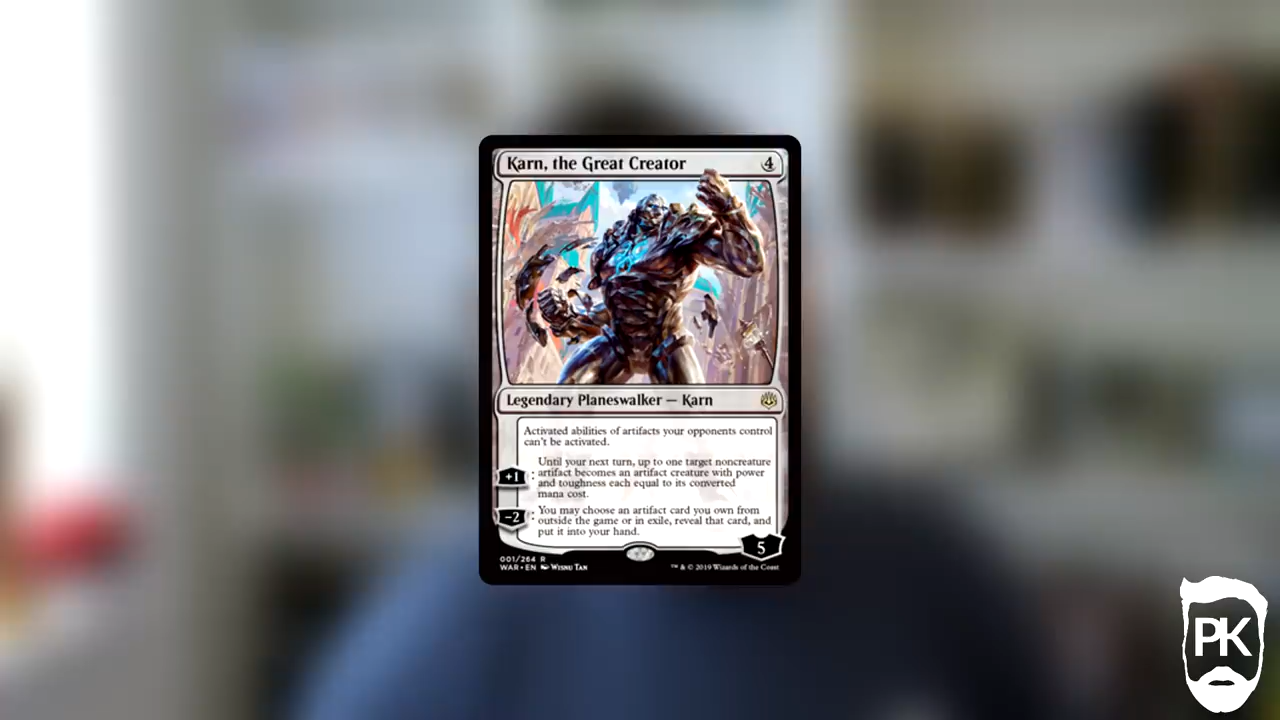 Karn, the Great Creator 4
Legendary Planeswalker — Karn
Activated abilities of artifacts your opponents control
can't be activated.
+1: Until your next turn, up to one target noncreature
artifact becomes an artifact creature with power
and toughness each equal to its converted
mana cost.
−2: You may choose an artifact card you own from
outside the game or in exile, reveal that card, and
put it into your hand.
5
001/264 R
WAR • EN Wisnu Tan
™ & © 2019 Wizards of the Coast
PK